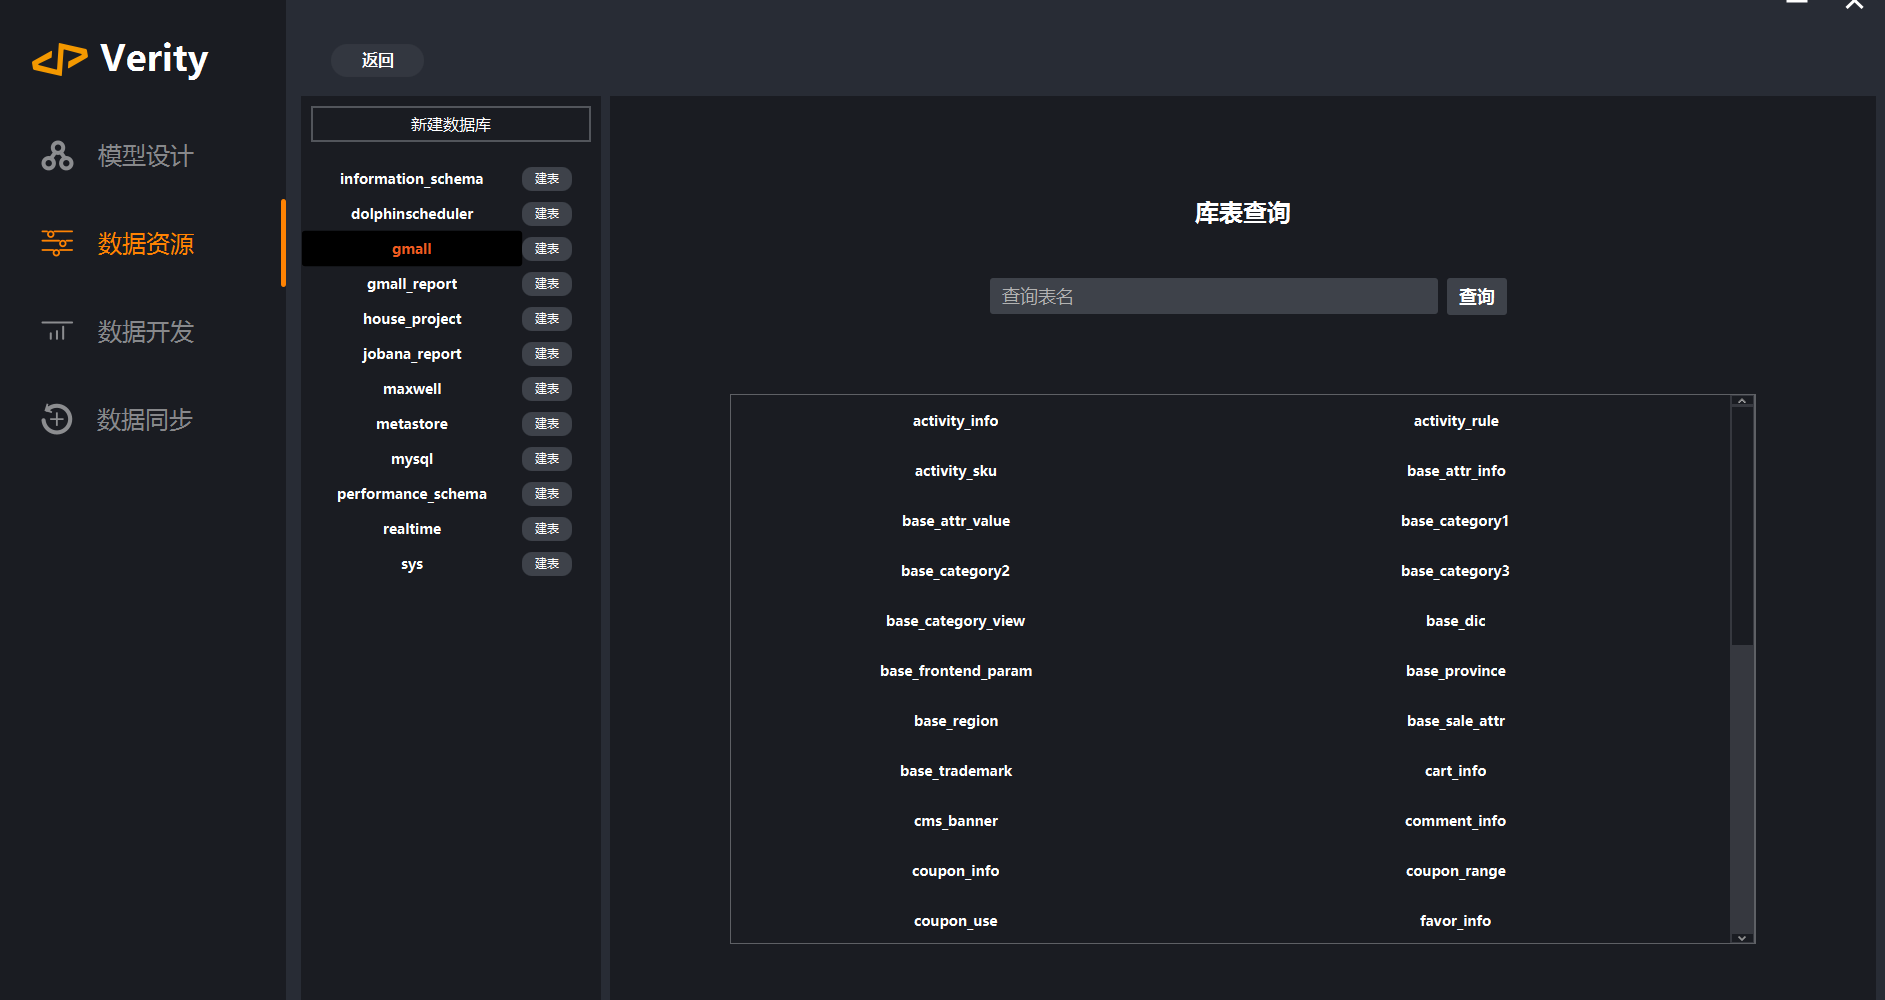 Verity
模型设计
数据资源
数据开发
数据同步
返回
新建数据库
information_schema 建表
dolphinscheduler 建表
gmall 建表
gmall_report 建表
house_project 建表
jobana_report 建表
maxwell 建表
metastore 建表
mysql 建表
performance_schema 建表
realtime 建表
sys 建表
库表查询
查询表名 查询
activity_info activity_rule
activity_sku base_attr_info
base_attr_value base_category1
base_category2 base_category3
base_category_view base_dic
base_frontend_param base_province
base_region base_sale_attr
base_trademark cart_info
cms_banner comment_info
coupon_info coupon_range
coupon_use favor_info